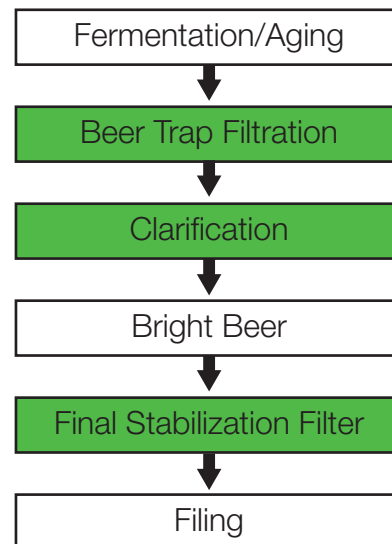 Fermentation/Aging
Beer Trap Filtration
Clarification
Bright Beer
Final Stabilization Filter
Filing